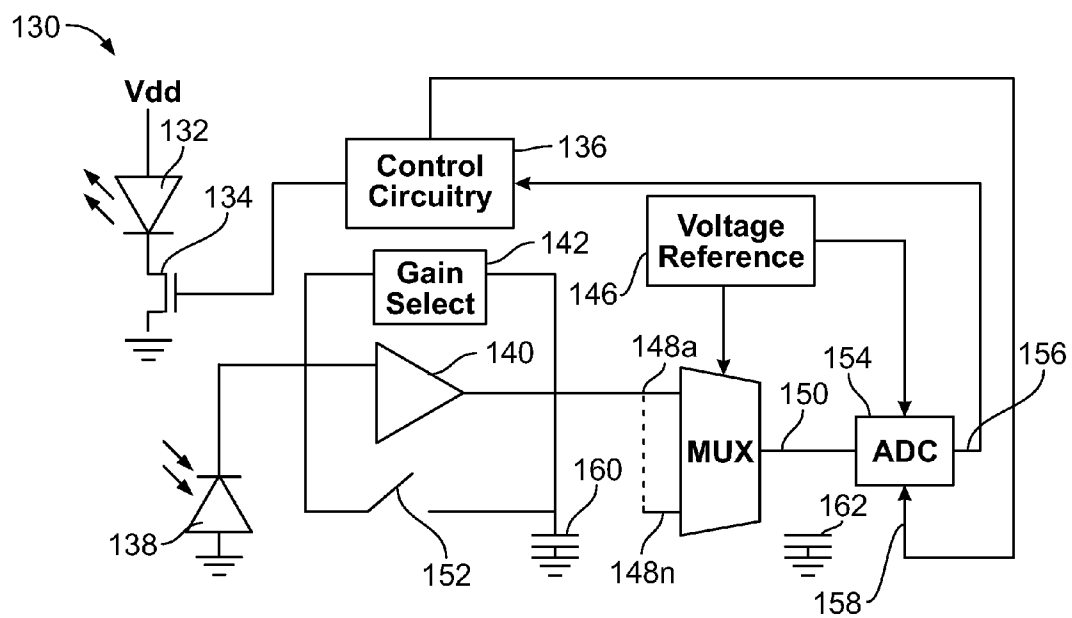 130
Vdd
132
134
Control
Circuitry
136
Gain
Select
142
Voltage
Reference
146
140
148a
MUX
150
154
156
ADC
138
152
160
148n
162
158